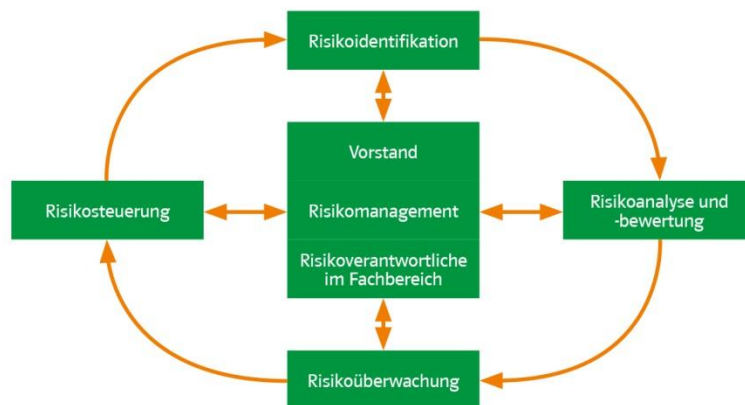 Risikoidentifikation
Vorstand
Risikosteuerung
Risikomanagement
Risikoanalyse und
-bewertung
Risikoverantwortliche
im Fachbereich
Risikoüberwachung